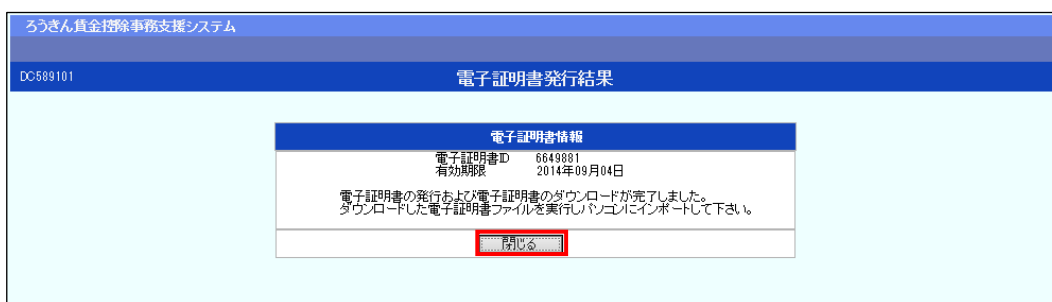 ろうきん賃金控除事務支援システム
DC589101
電子証明書発行結果
電子証明書情報
電子証明書ID 6649881
有効期限 2014年09月04日
電子証明書の発行および電子証明書のダウンロードが完了しました。
ダウンロードした電子証明書ファイルを実行しパソコンにインポートして下さい。
閉じる